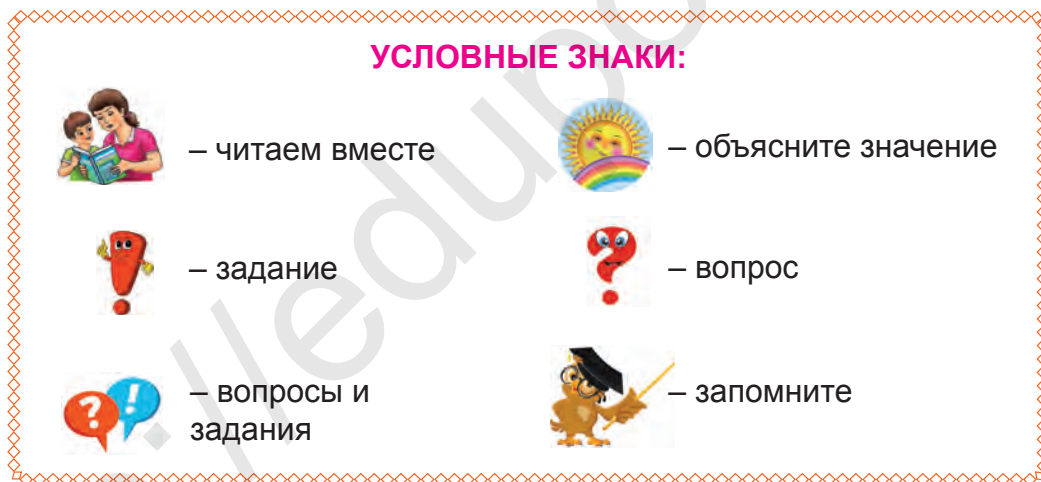 УСЛОВНЫЕ ЗНАКИ:
– читаем вместе
– объясните значение
– задание
– вопрос
– вопросы и
задания
– запомните